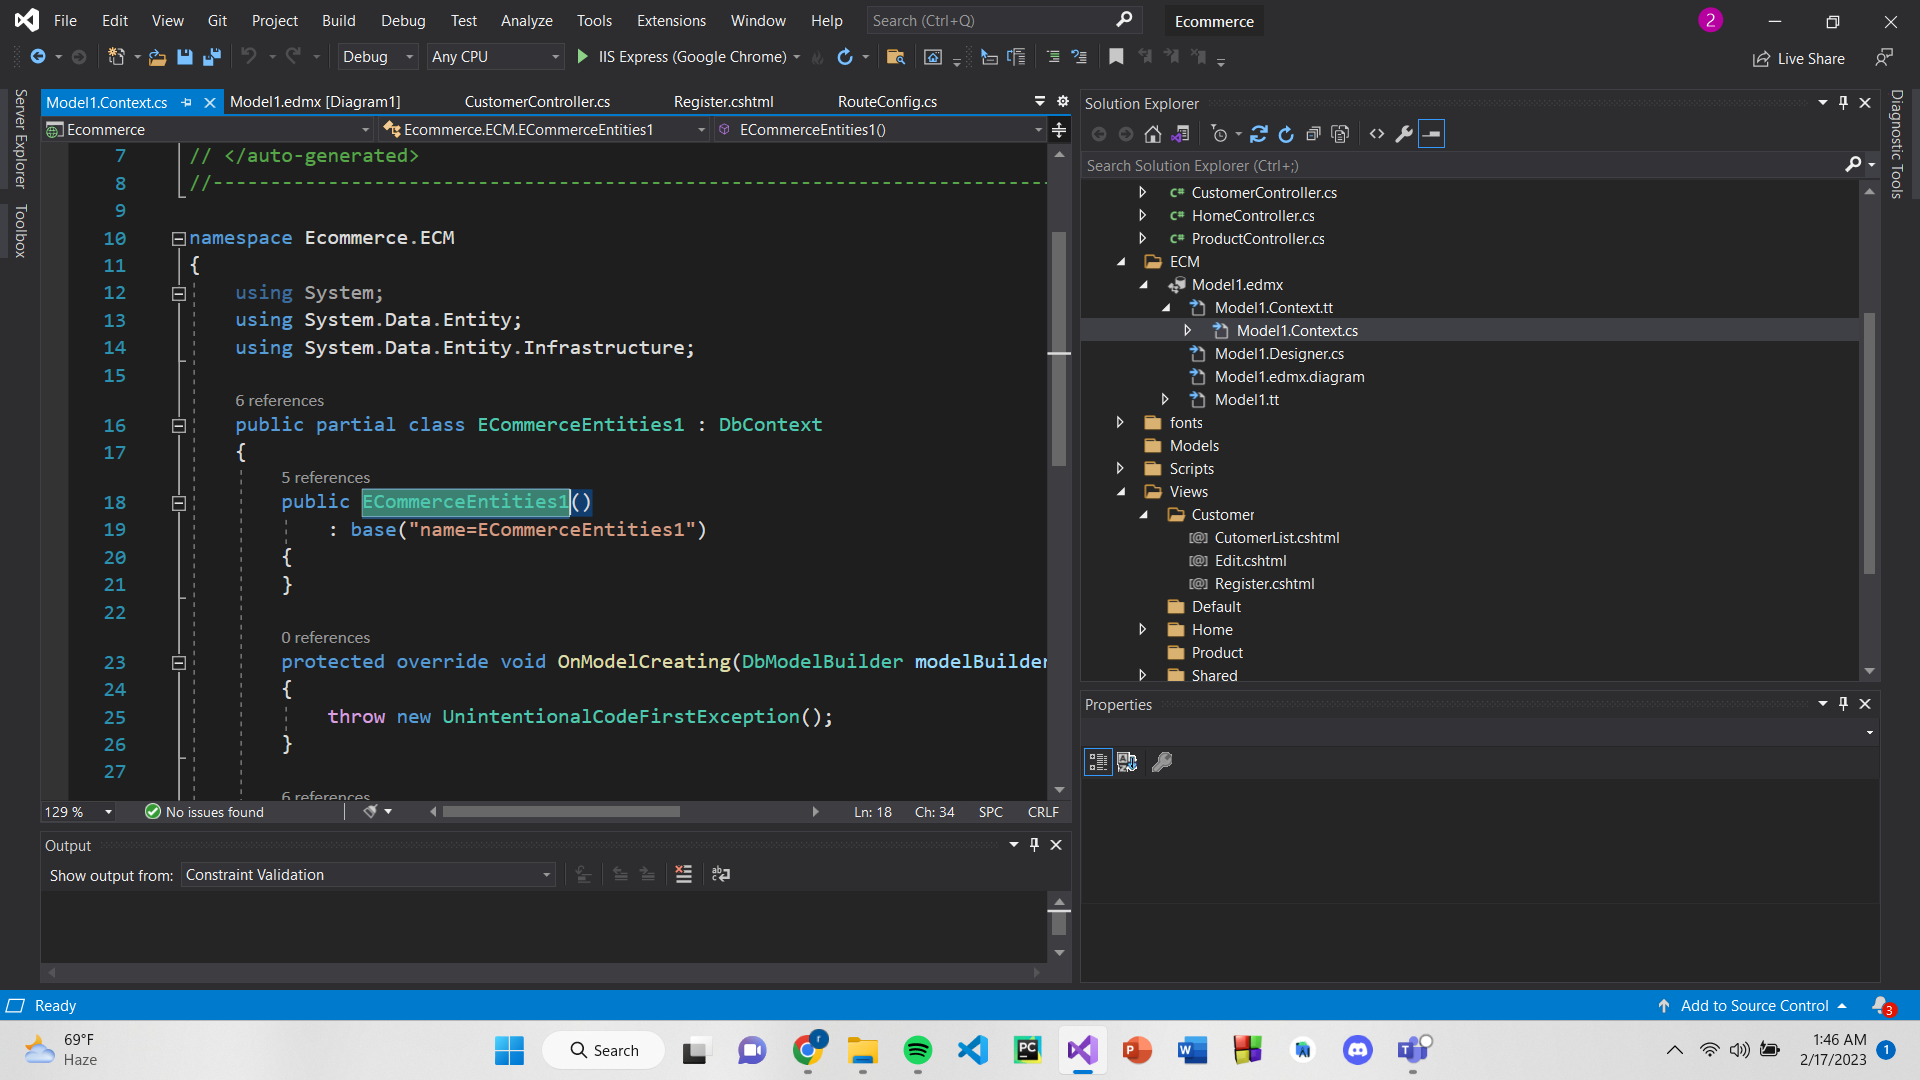 File Edit View Git Project Build Debug Test Analyze Tools Extensions Window Help Search (Ctrl+Q) Ecommerce 2
Debug Any CPU IIS Express (Google Chrome) Live Share
Server Explorer
Toolbox
Model1.Context.cs Model1.edmx [Diagram1] CustomerController.cs Register.cshtml RouteConfig.cs
Ecommerce Ecommerce.ECM.ECommerceEntities1 ECommerceEntities1()
7 // </auto-generated>
8 //------------------------------------------------------------------------------
9
10 namespace Ecommerce.ECM
11 {
12 using System;
13 using System.Data.Entity;
14 using System.Data.Entity.Infrastructure;
15
6 references
16 public partial class ECommerceEntities1 : DbContext
17 {
5 references
18 public ECommerceEntities1()
19 : base("name=ECommerceEntities1")
20 {
21 }
22
0 references
23 protected override void OnModelCreating(DbModelBuilder modelBuilder
24 {
25 throw new UnintentionalCodeFirstException();
26 }
27
6 references
129 % No issues found Ln: 18 Ch: 34 SPC CRLF
Output
Show output from: Constraint Validation
Solution Explorer
Search Solution Explorer (Ctrl+;)
C# CustomerController.cs
C# HomeController.cs
C# ProductController.cs
ECM
Model1.edmx
Model1.Context.tt
Model1.Context.cs
Model1.Designer.cs
Model1.edmx.diagram
Model1.tt
fonts
Models
Scripts
Views
Customer
[@] CutomerList.cshtml
[@] Edit.cshtml
[@] Register.cshtml
Default
Home
Product
Shared
Properties
Diagnostic Tools
Ready Add to Source Control 3
69°F
Haze
Search
1:46 AM
2/17/2023
1